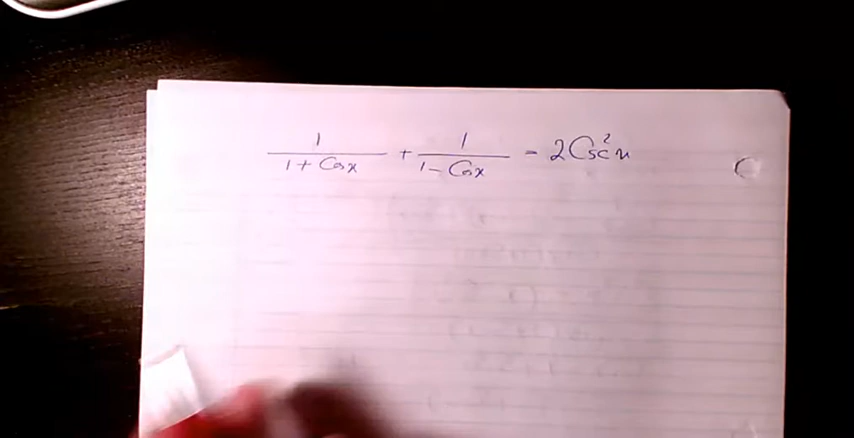 1/(1 + Cosx) + 1/(1 - Cosx) = 2Csc²x